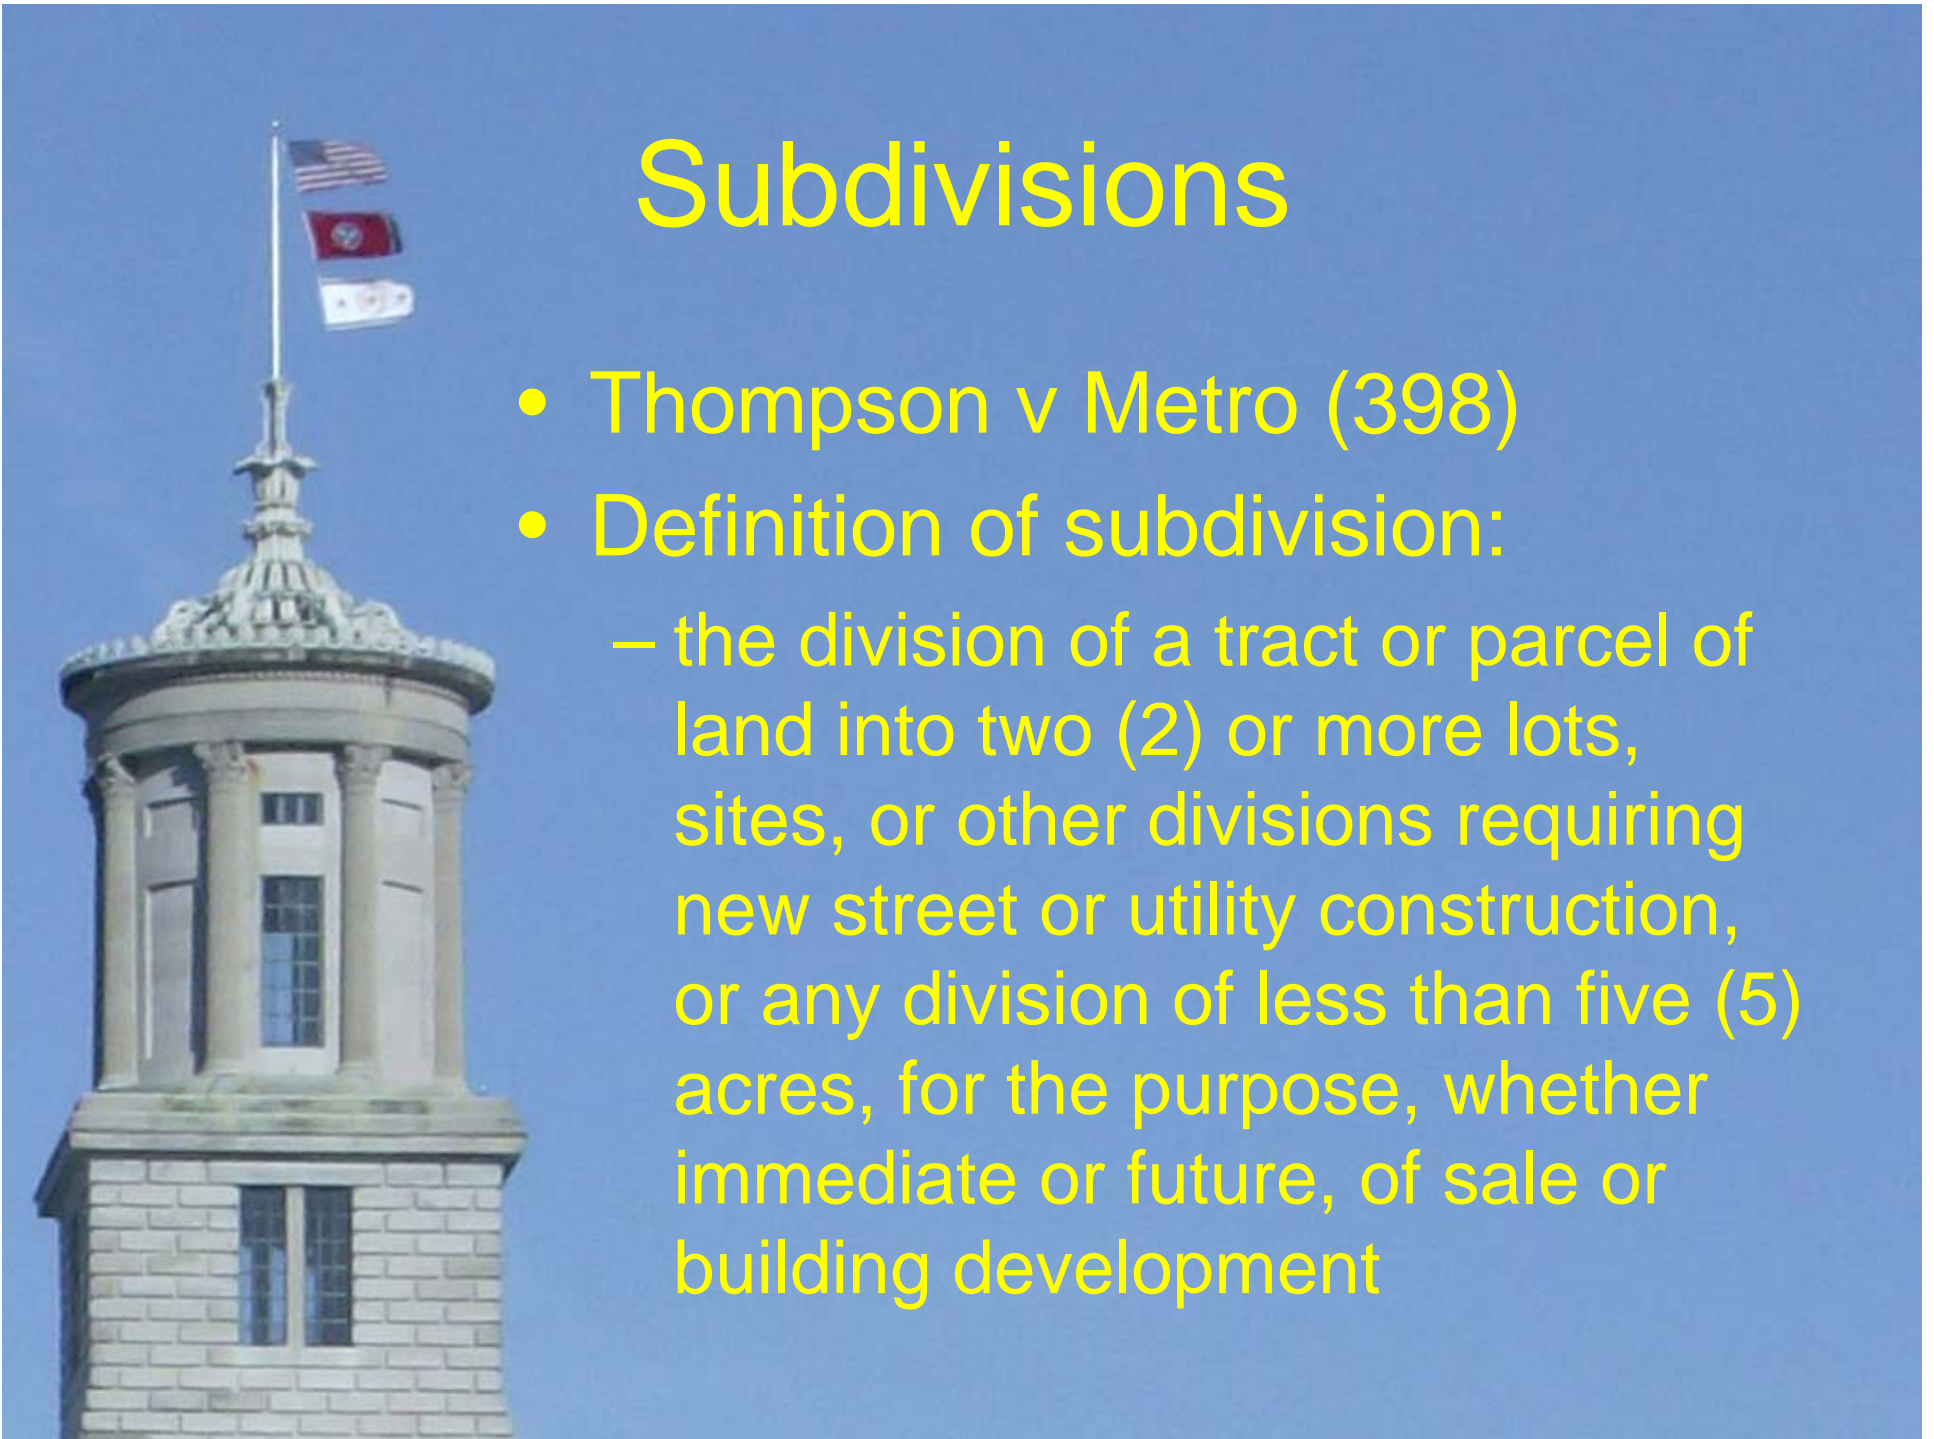 Subdivisions
• Thompson v Metro (398)
• Definition of subdivision:
– the division of a tract or parcel of
land into two (2) or more lots,
sites, or other divisions requiring
new street or utility construction,
or any division of less than five (5)
acres, for the purpose, whether
immediate or future, of sale or
building development